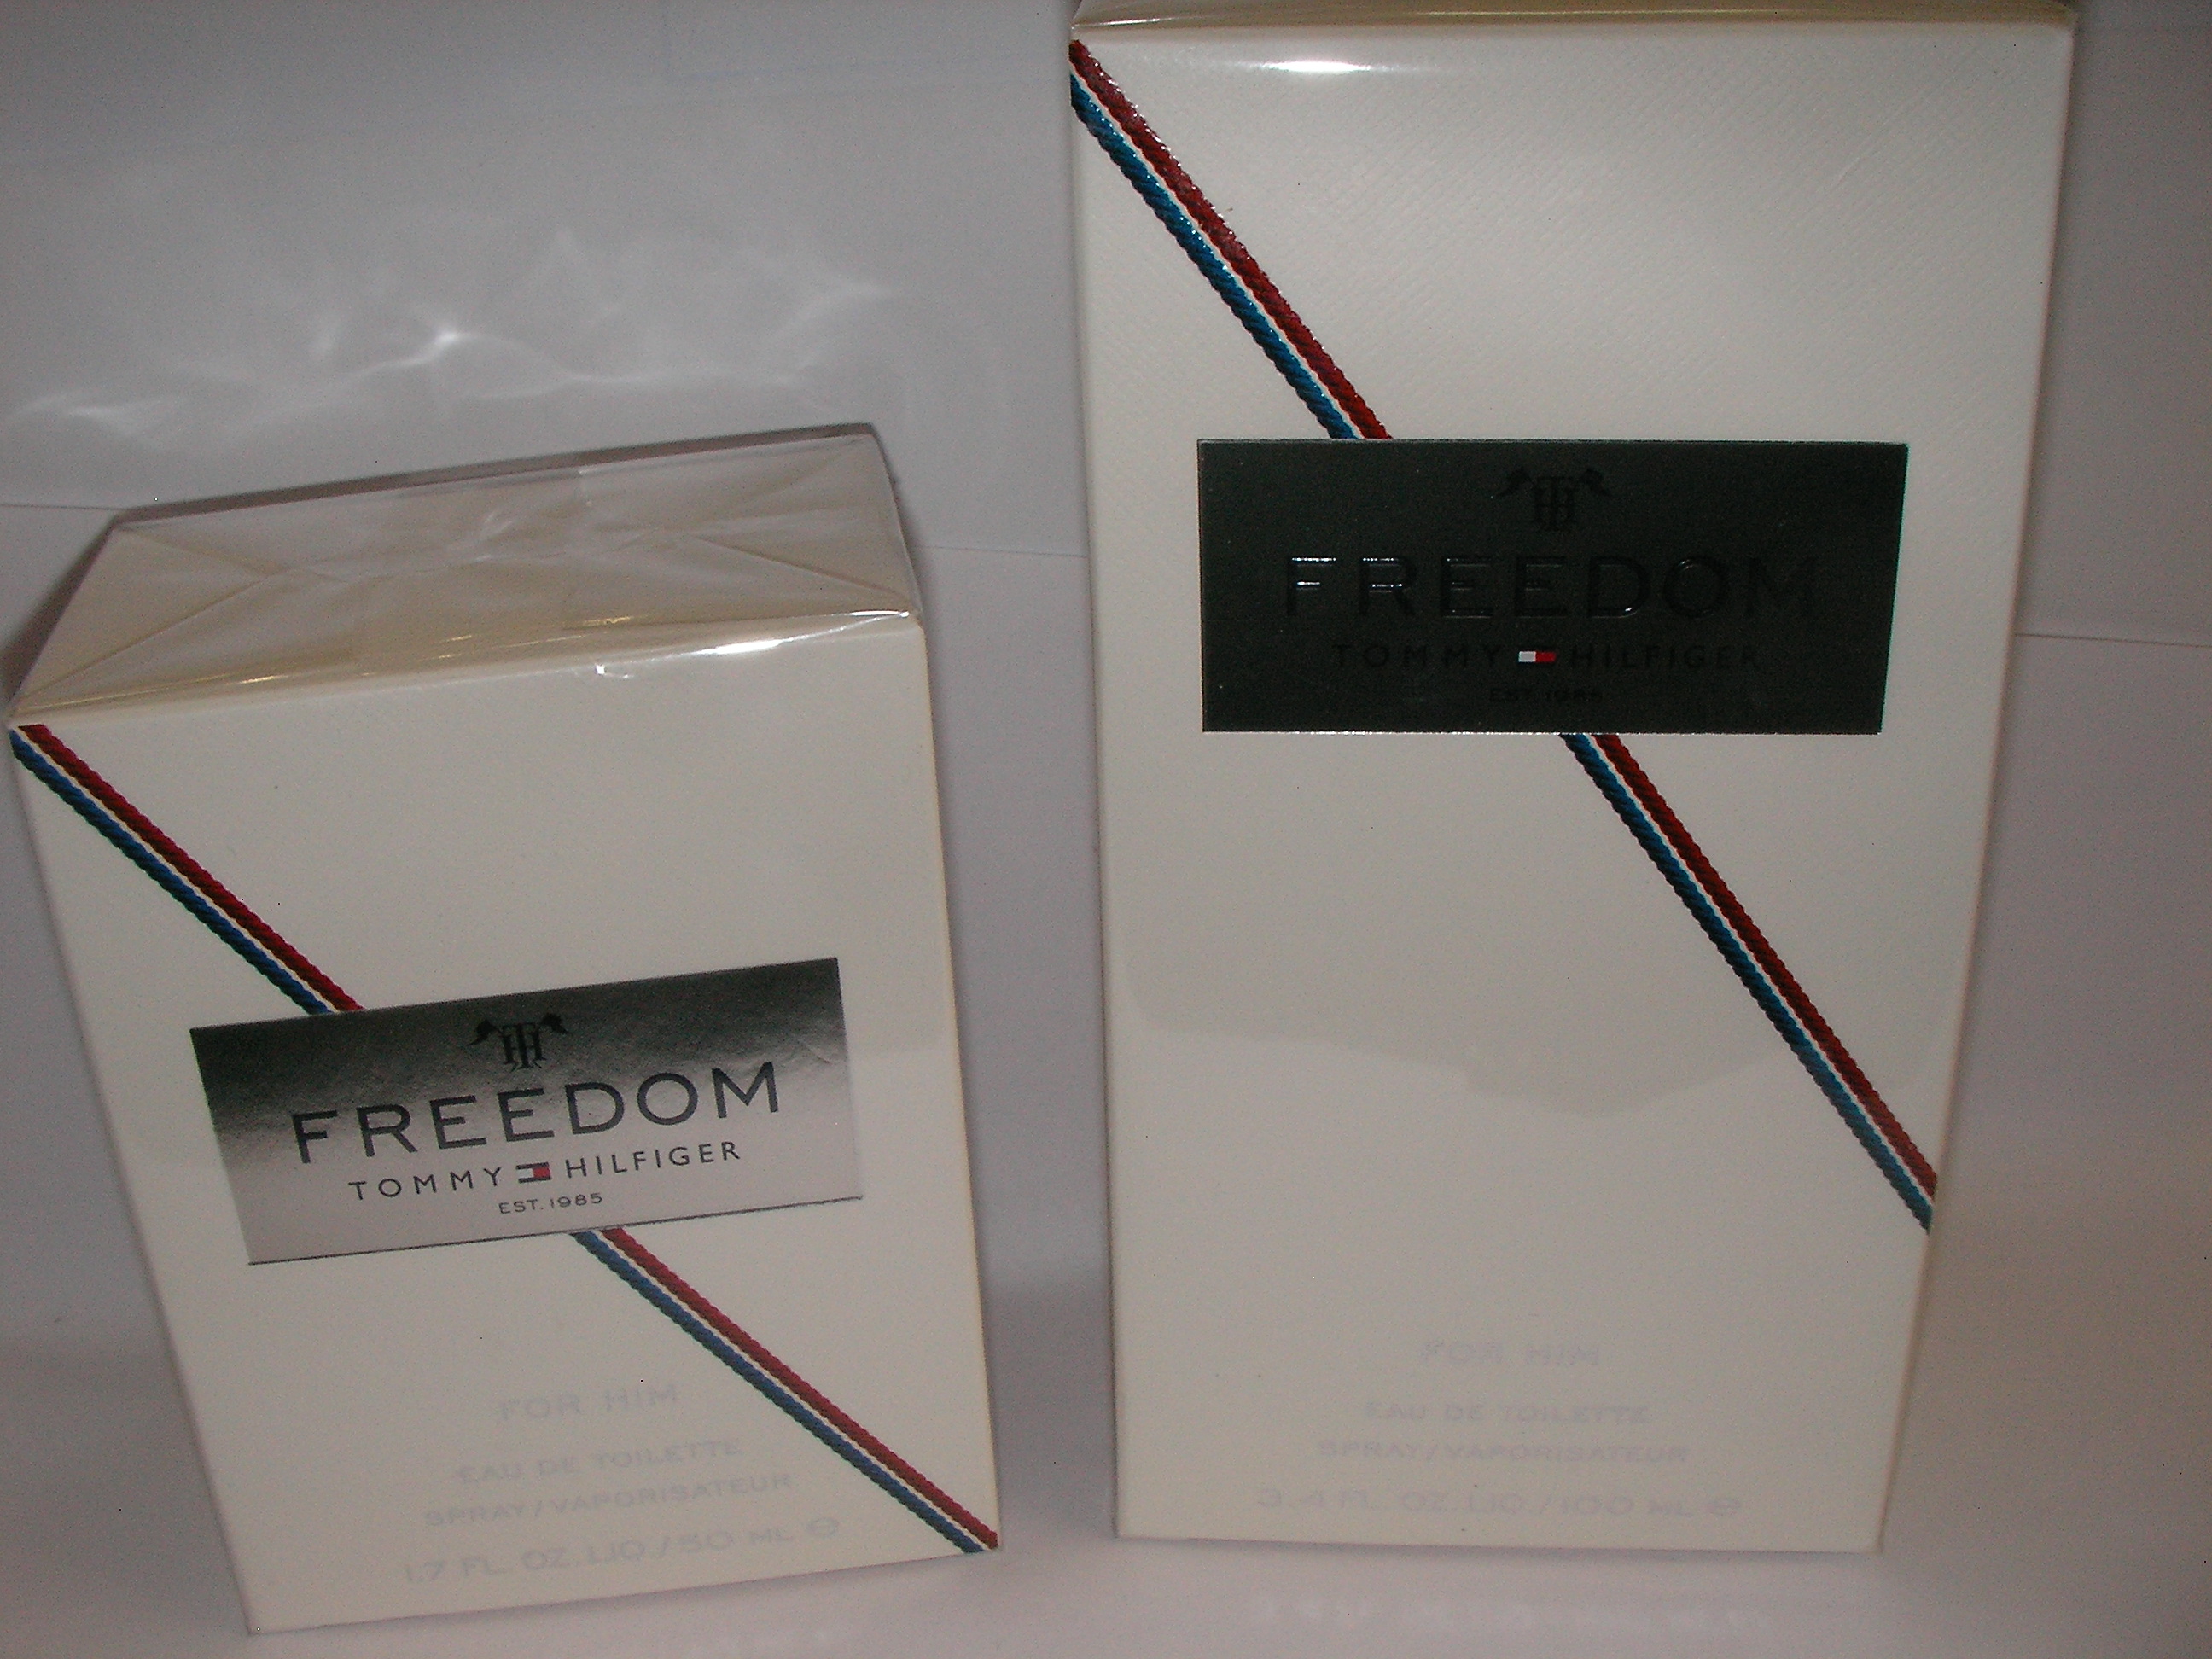 TH
FREEDOM
TOMMY HILFIGER
EST. 1985
FOR HIM
EAU DE TOILETTE
SPRAY/VAPORISATEUR
1.7 FL. OZ. LIQ./50 ML ℮
TH
FREEDOM
TOMMY HILFIGER
EST. 1985
FOR HIM
EAU DE TOILETTE
SPRAY/VAPORISATEUR
3.4 FL. OZ. LIQ./100 ML ℮